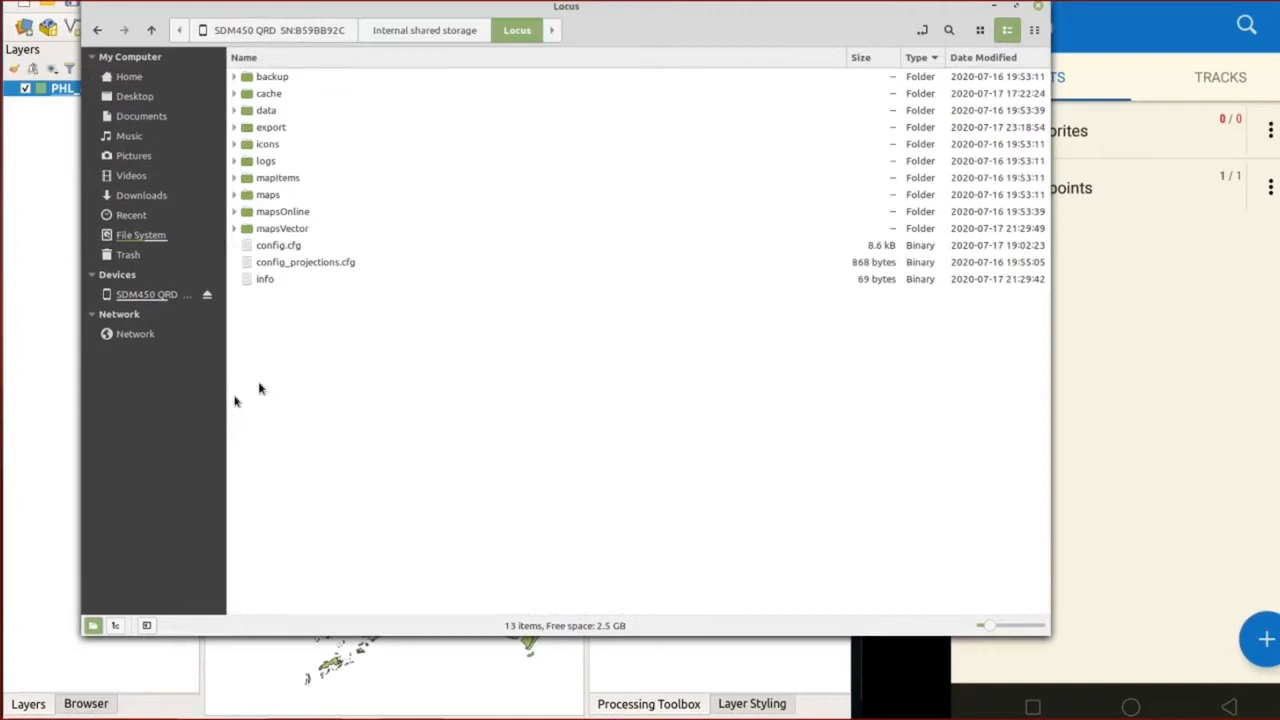 Locus
SDM450 QRD SN:B59BB92C Internal shared storage Locus
Layers
PHL_
My Computer
Home
Desktop
Documents
Music
Pictures
Videos
Downloads
Recent
File System
Trash
Devices
SDM450 QRD ...
Network
Network
Name Size Type Date Modified
backup -- Folder 2020-07-16 19:53:11
cache -- Folder 2020-07-17 17:22:24
data -- Folder 2020-07-16 19:53:39
export -- Folder 2020-07-17 23:18:54
icons -- Folder 2020-07-16 19:53:11
logs -- Folder 2020-07-16 19:53:11
mapItems -- Folder 2020-07-16 19:53:11
maps -- Folder 2020-07-16 19:53:11
mapsOnline -- Folder 2020-07-16 19:53:39
mapsVector -- Folder 2020-07-17 21:29:49
config.cfg 8.6 kB Binary 2020-07-17 19:02:23
config_projections.cfg 868 bytes Binary 2020-07-16 19:55:05
info 69 bytes Binary 2020-07-17 21:29:42
13 items, Free space: 2.5 GB
TS TRACKS
rites 0 / 0
points 1 / 1
Layers Browser
Processing Toolbox Layer Styling